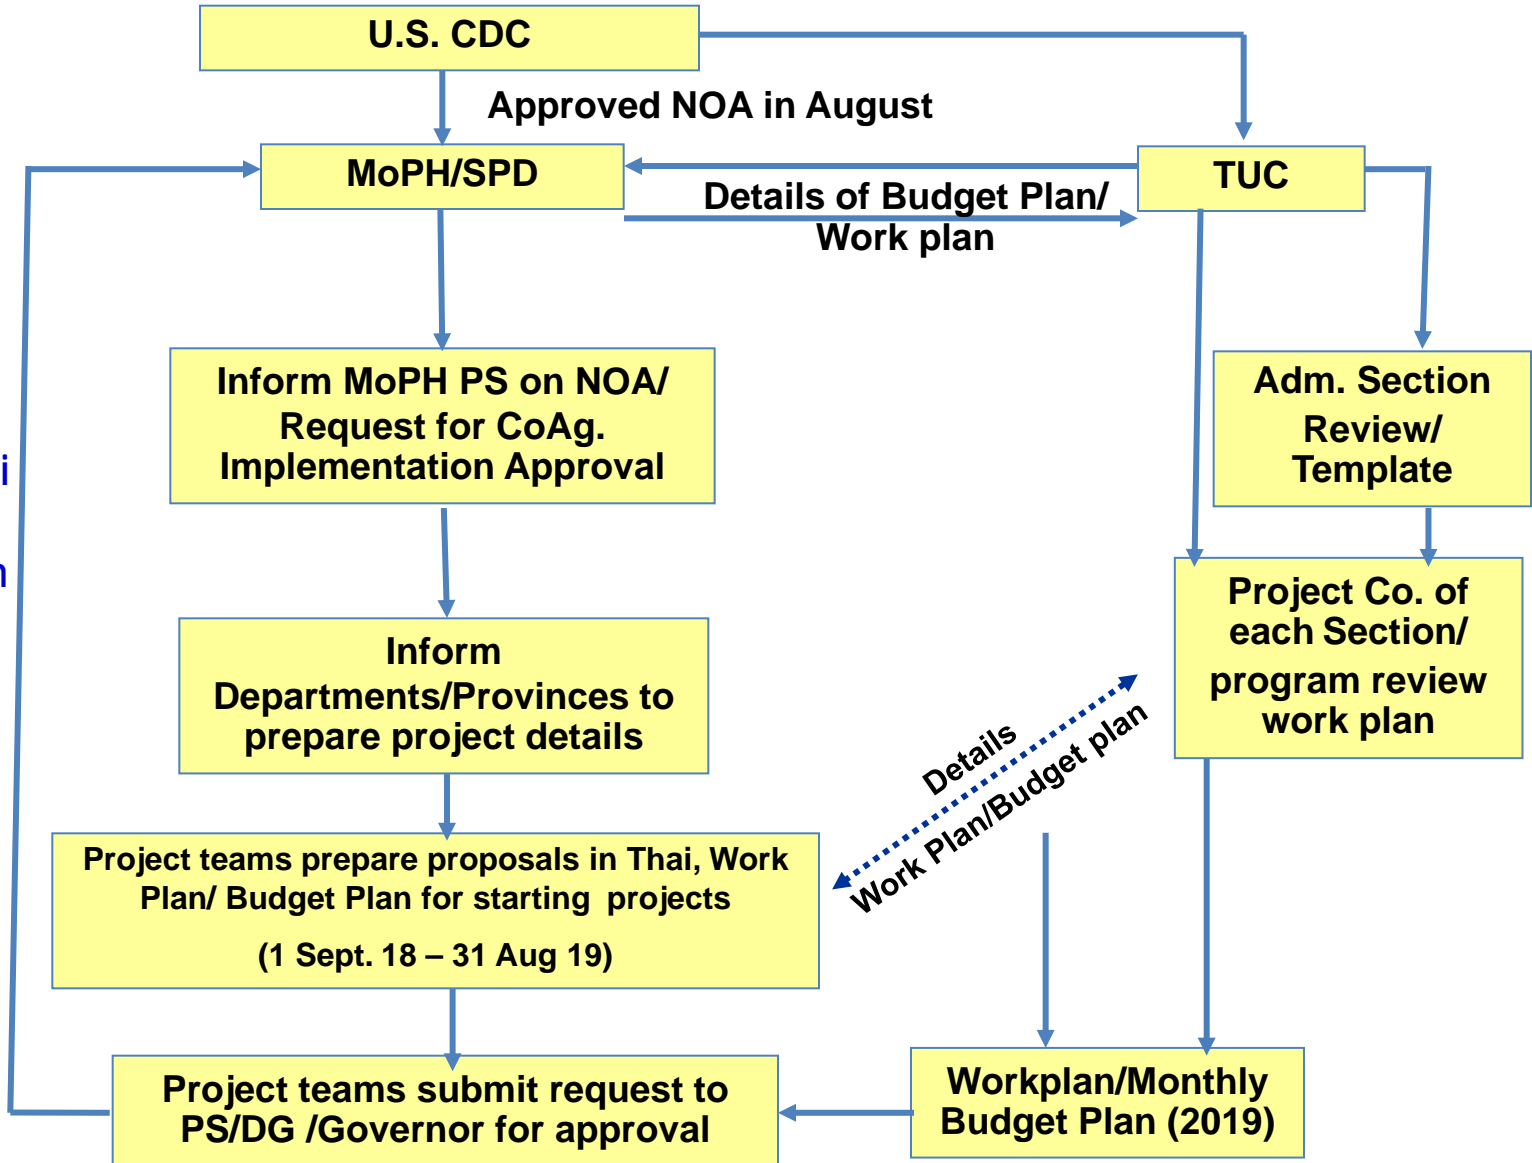 U.S. CDC
Approved NOA in August
MoPH/SPD
TUC
Details of Budget Plan/
Work plan
Inform MoPH PS on NOA/
Request for CoAg.
Implementation Approval
Adm. Section
Review/
Template
i
n
Project Co. of
each Section/
program review
work plan
Inform
Departments/Provinces to
prepare project details
Details
Work Plan/Budget plan
Project teams prepare proposals in Thai, Work
Plan/ Budget Plan for starting projects
(1 Sept. 18 – 31 Aug 19)
Project teams submit request to
PS/DG /Governor for approval
Workplan/Monthly
Budget Plan (2019)